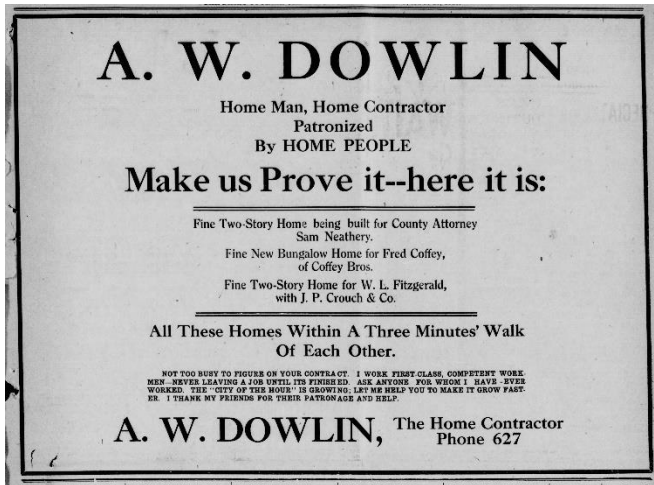 A. W. DOWLIN
Home Man, Home Contractor
Patronized
By HOME PEOPLE
Make us Prove it--here it is:
Fine Two-Story Home being built for County Attorney
Sam Neathery.
Fine New Bungalow Home for Fred Coffey,
of Coffey Bros.
Fine Two-Story Home for W. L. Fitzgerald,
with J. P. Crouch & Co.
All These Homes Within A Three Minutes' Walk
Of Each Other.
NOT TOO BUSY TO FIGURE ON YOUR CONTRACT. I WORK FIRST-CLASS, COMPETENT WORK
MEN—NEVER LEAVING A JOB UNTIL ITS FINISHED. ASK ANYONE FOR WHOM I HAVE EVER
WORKED. THE "CITY OF THE HOUR" IS GROWING; LET ME HELP YOU TO MAKE IT GROW FAST-
ER. I THANK MY FRIENDS FOR THEIR PATRONAGE AND HELP.
A. W. DOWLIN, The Home Contractor
Phone 627